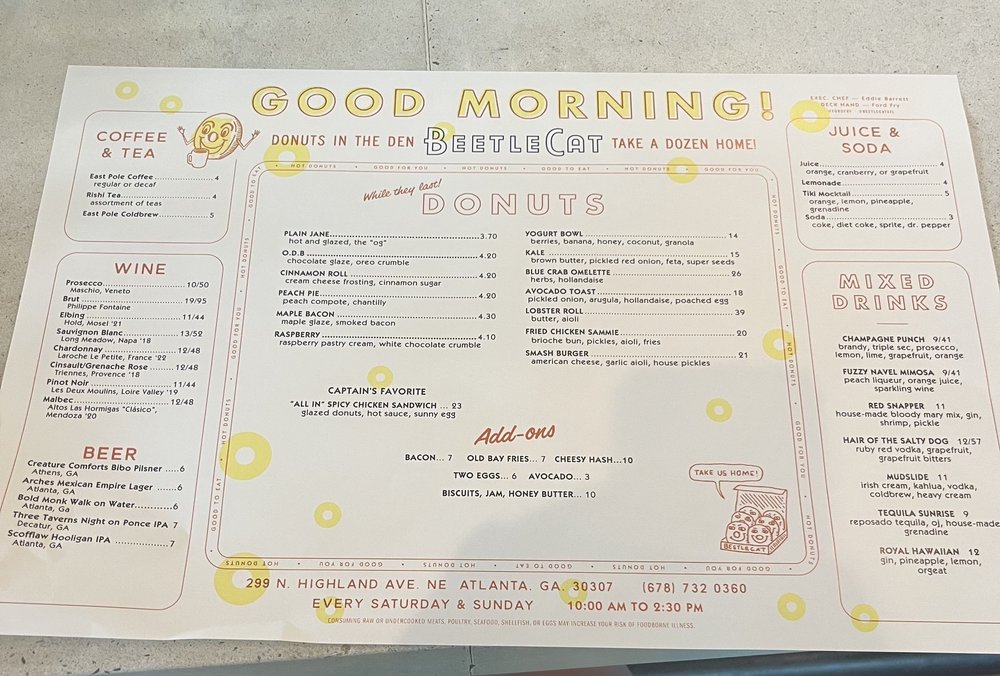 GOOD MORNING!
EXEC. CHEF — Eddie Barrett
DECK HAND — Ford Fry
DONUTS IN THE DEN BEETLECAT TAKE A DOZEN HOME!
COFFEE
& TEA
East Pole Coffee 4
regular or decaf
Rishi Tea 4
assortment of teas
East Pole Coldbrew 5
WINE
Prosecco 10/50
Maschio, Veneto
Brut 19/95
Philippe Fontaine
Elbing 11/44
Hold, Mosel '21
Sauvignon Blanc 13/52
Long Meadow, Napa '18
Chardonnay 12/48
Laroche Le Petite, France '22
Cinsault/Grenache Rose 12/48
Triennes, Provence '18
Pinot Noir 11/44
Les Deux Moulins, Loire Valley '19
Malbec 12/48
Altos Las Hormigas "Clásico",
Mendoza '20
BEER
Creature Comforts Bibo Pilsner .....6
Athens, GA
Arches Mexican Empire Lager .......6
Atlanta, GA
Bold Monk Walk on Water............6
Atlanta, Ga
Three Taverns Night on Ponce IPA 7
Decatur, GA
Scofflaw Hooligan IPA .................7
Atlanta, GA
HOT DONUTS • GOOD FOR YOU • GOOD TO EAT • HOT DONUTS • GOOD FOR YOU
While they last!
DONUTS
PLAIN JANE 3.70
hot and glazed, the "og"
O.D.B 4.20
chocolate glaze, oreo crumble
CINNAMON ROLL 4.20
cream cheese frosting, cinnamon sugar
PEACH PIE 4.20
peach compote, chantilly
MAPLE BACON 4.30
maple glaze, smoked bacon
RASPBERRY 4.10
raspberry pastry cream, white chocolate crumble
YOGURT BOWL 14
berries, banana, honey, coconut, granola
KALE 15
brown butter, pickled red onion, feta, super seeds
BLUE CRAB OMELETTE 26
herbs, hollandaise
AVOCADO TOAST 18
pickled onion, arugula, hollandaise, poached egg
LOBSTER ROLL 39
butter, aioli
FRIED CHICKEN SAMMIE 20
brioche bun, pickles, aioli, fries
SMASH BURGER 21
american cheese, garlic aioli, house pickles
CAPTAIN'S FAVORITE
"ALL IN" SPICY CHICKEN SANDWICH ... 23
glazed donuts, hot sauce, sunny egg
Add-ons
BACON... 7 OLD BAY FRIES... 7 CHEESY HASH...10
TWO EGGS... 6 AVOCADO... 3
BISCUITS, JAM, HONEY BUTTER... 10
TAKE US HOME!
BEETLECAT
JUICE &
SODA
Juice 4
orange, cranberry, or grapefruit
Lemonade 4
Tiki Mocktail 5
orange, lemon, pineapple,
grenadine
Soda 3
coke, diet coke, sprite, dr. pepper
MIXED
DRINKS
CHAMPAGNE PUNCH 9/41
brandy, triple sec, prosecco,
lemon, lime, grapefruit, orange
FUZZY NAVEL MIMOSA 9/41
peach liqueur, orange juice,
sparkling wine
RED SNAPPER 11
house-made bloody mary mix, gin,
shrimp, pickle
HAIR OF THE SALTY DOG 12/57
ruby red vodka, grapefruit,
grapefruit bitters
MUDSLIDE 11
irish cream, kahlua, vodka,
coldbrew, heavy cream
TEQUILA SUNRISE 9
reposado tequila, oj, house-made
grenadine
ROYAL HAWAIIAN 12
gin, pineapple, lemon,
orgeat
299 N. HIGHLAND AVE. NE ATLANTA, GA. 30307 (678) 732 0360
EVERY SATURDAY & SUNDAY 10:00 AM TO 2:30 PM
CONSUMING RAW OR UNDERCOOKED MEATS, POULTRY, SEAFOOD, SHELLFISH, OR EGGS MAY INCREASE YOUR RISK OF FOODBORNE ILLNESS.